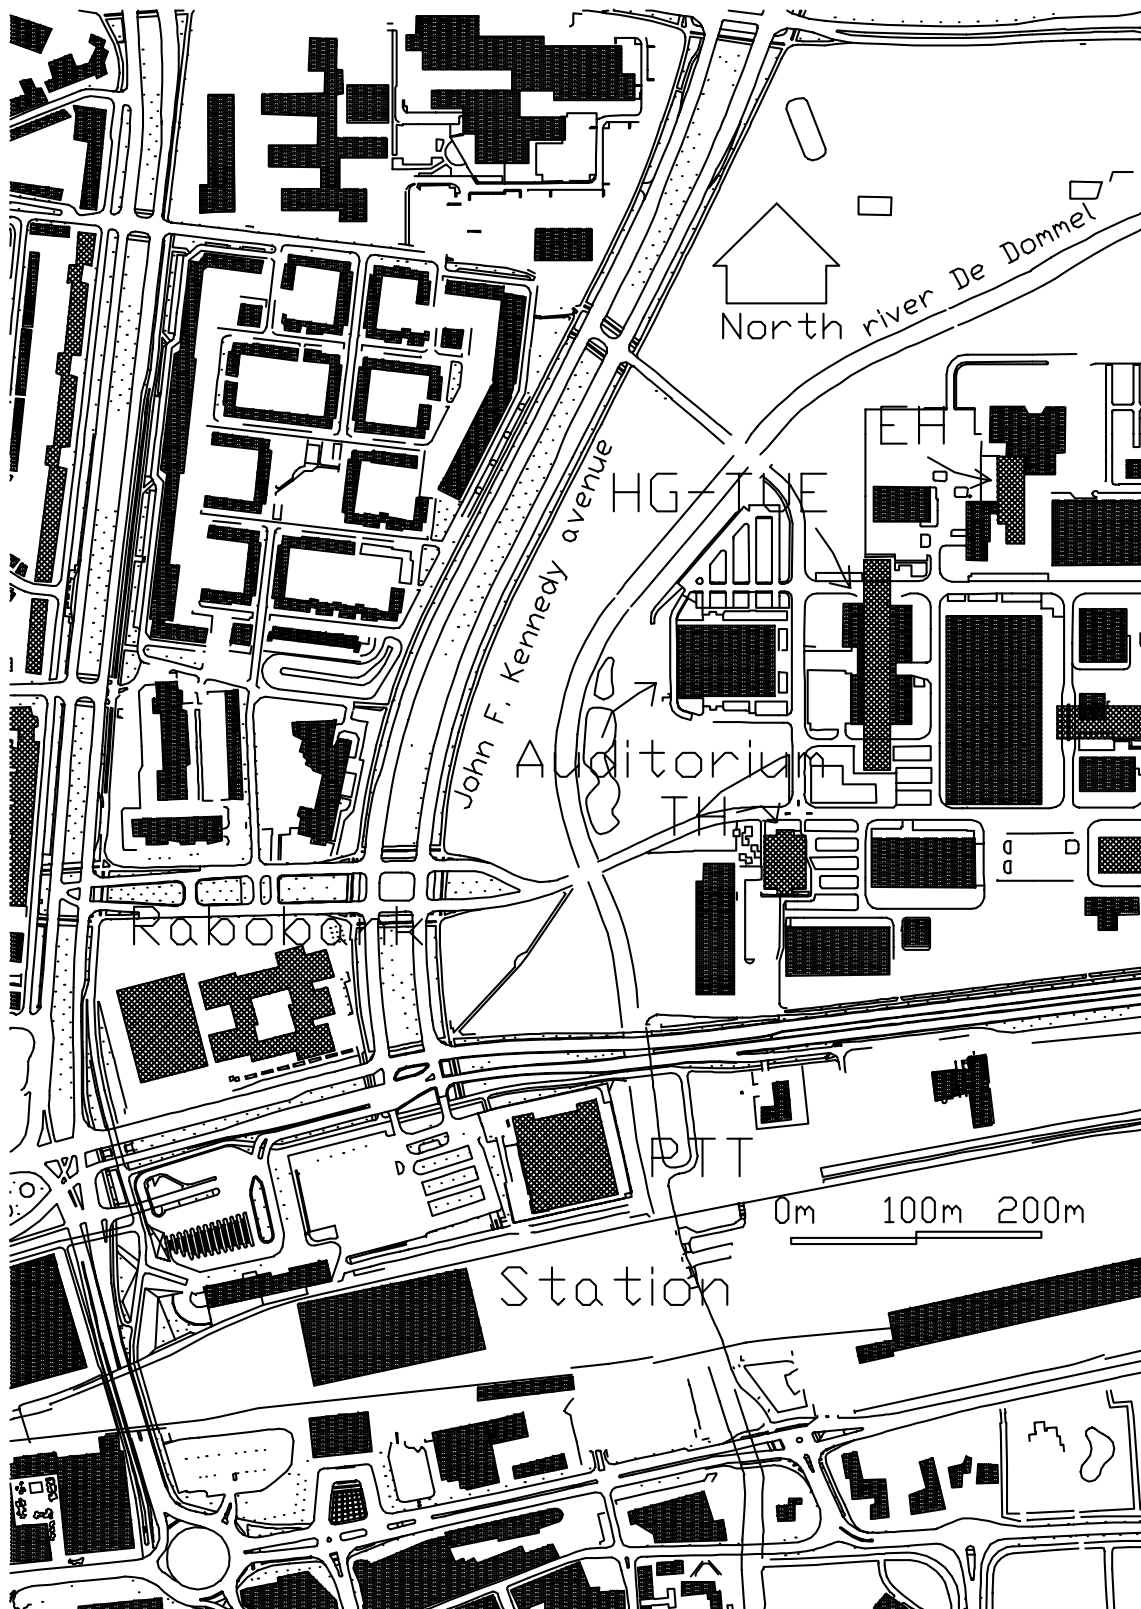 river De Dommel
North
EH
HG-TUE
John F. Kennedy avenue
Auditorium
TH
Rabobank
PTT
0m 100m 200m
Station